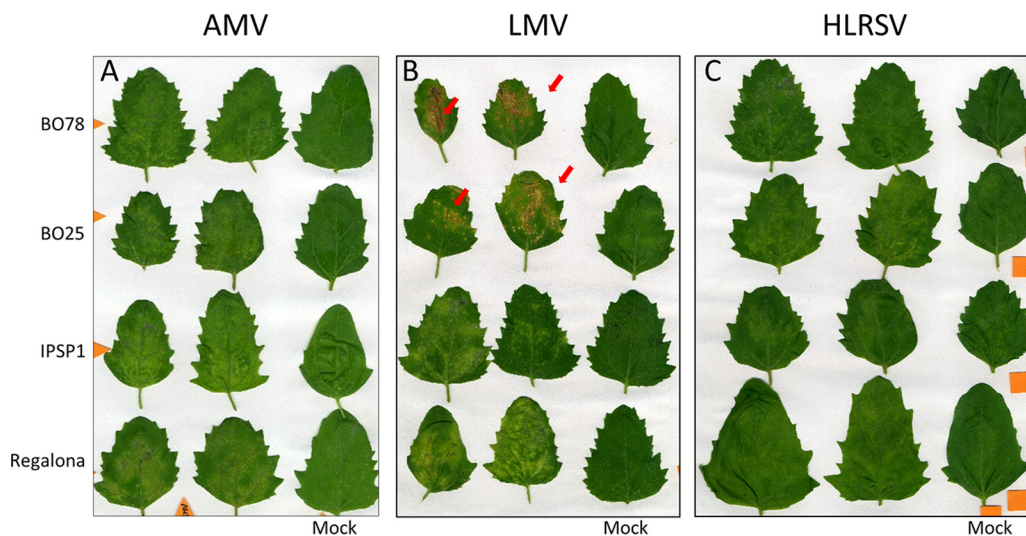 AMV LMV HLRSV
A B C
BO78
BO25
IPSP1
Regalona
Mock Mock Mock